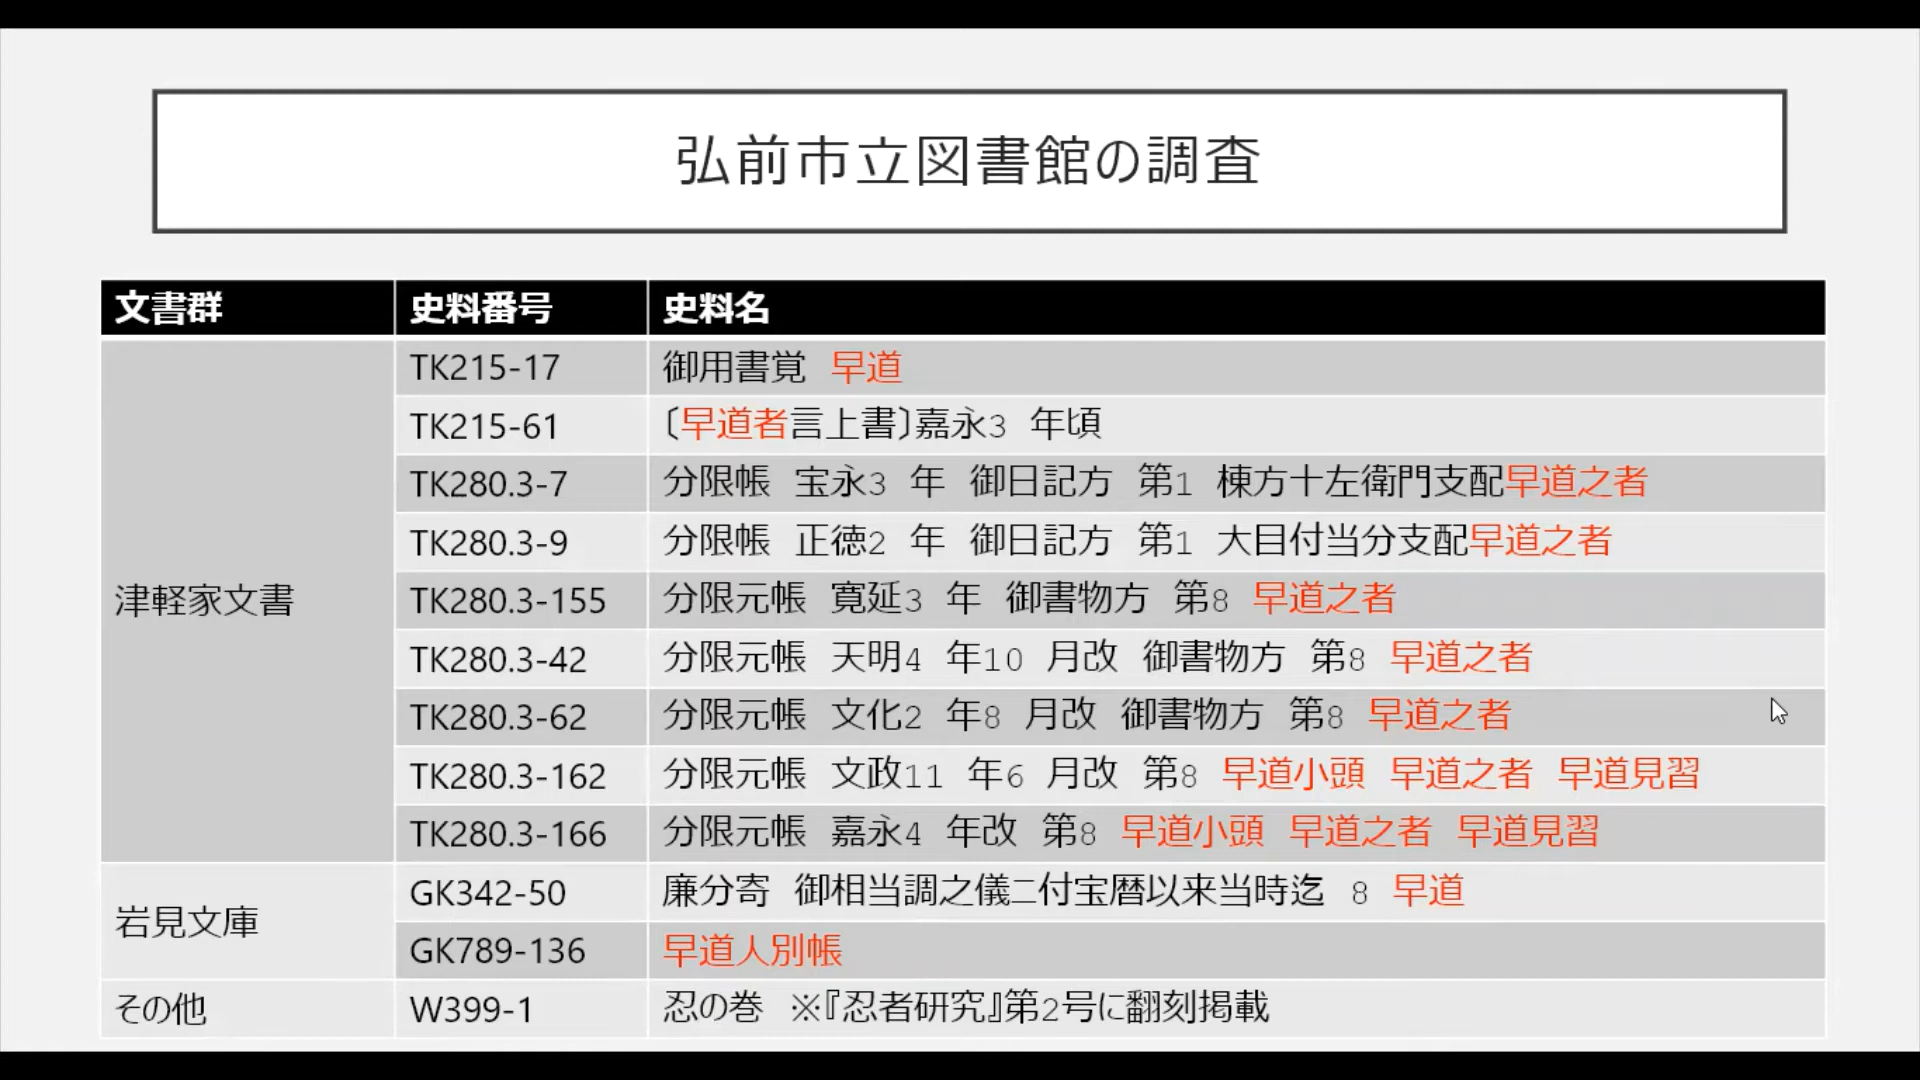 弘前市立図書館の調査
文書群 史料番号 史料名
津軽家文書
TK215-17 御用書覚 早道
TK215-61 〔早道者言上書〕嘉永3 年頃
TK280.3-7 分限帳 宝永3 年 御日記方 第1 棟方十左衛門支配早道之者
TK280.3-9 分限帳 正徳2 年 御日記方 第1 大目付当分支配早道之者
TK280.3-155 分限元帳 寛延3 年 御書物方 第8 早道之者
TK280.3-42 分限元帳 天明4 年10 月改 御書物方 第8 早道之者
TK280.3-62 分限元帳 文化2 年8 月改 御書物方 第8 早道之者
TK280.3-162 分限元帳 文政11 年6 月改 第8 早道小頭 早道之者 早道見習
TK280.3-166 分限元帳 嘉永4 年改 第8 早道小頭 早道之者 早道見習
岩見文庫
GK342-50 廉分寄 御相当調之儀ニ付宝暦以来当時迄 8 早道
GK789-136 早道人別帳
その他 W399-1 忍の巻 ※『忍者研究』第2号に翻刻掲載